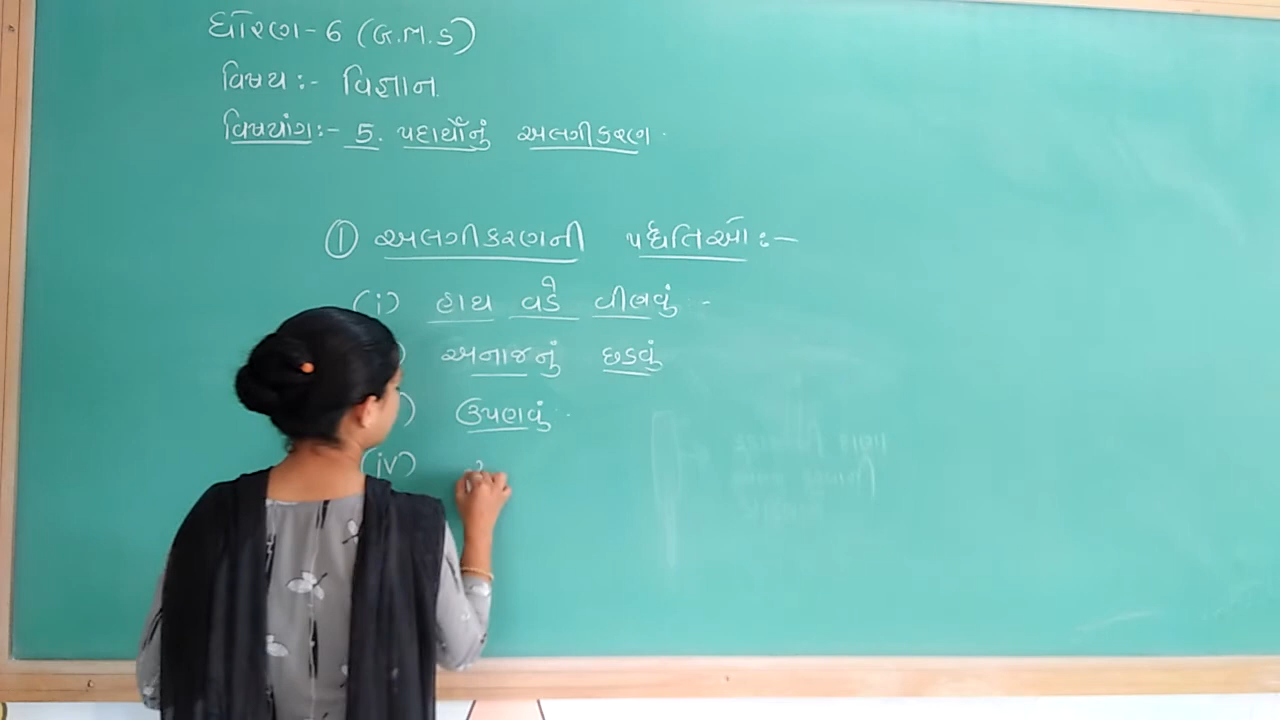 ધોરણ - 6 (G.M.S)
વિષય :- વિજ્ઞાન.
વિષયાંગ :- 5. પદાર્થોનું અલગીકરણ.
① અલગીકરણની પધ્ધતિઓ :-
(i) હાથ વડે વીણવું :-
અનાજનું છડવું
ઉપણવું :-
(iv)